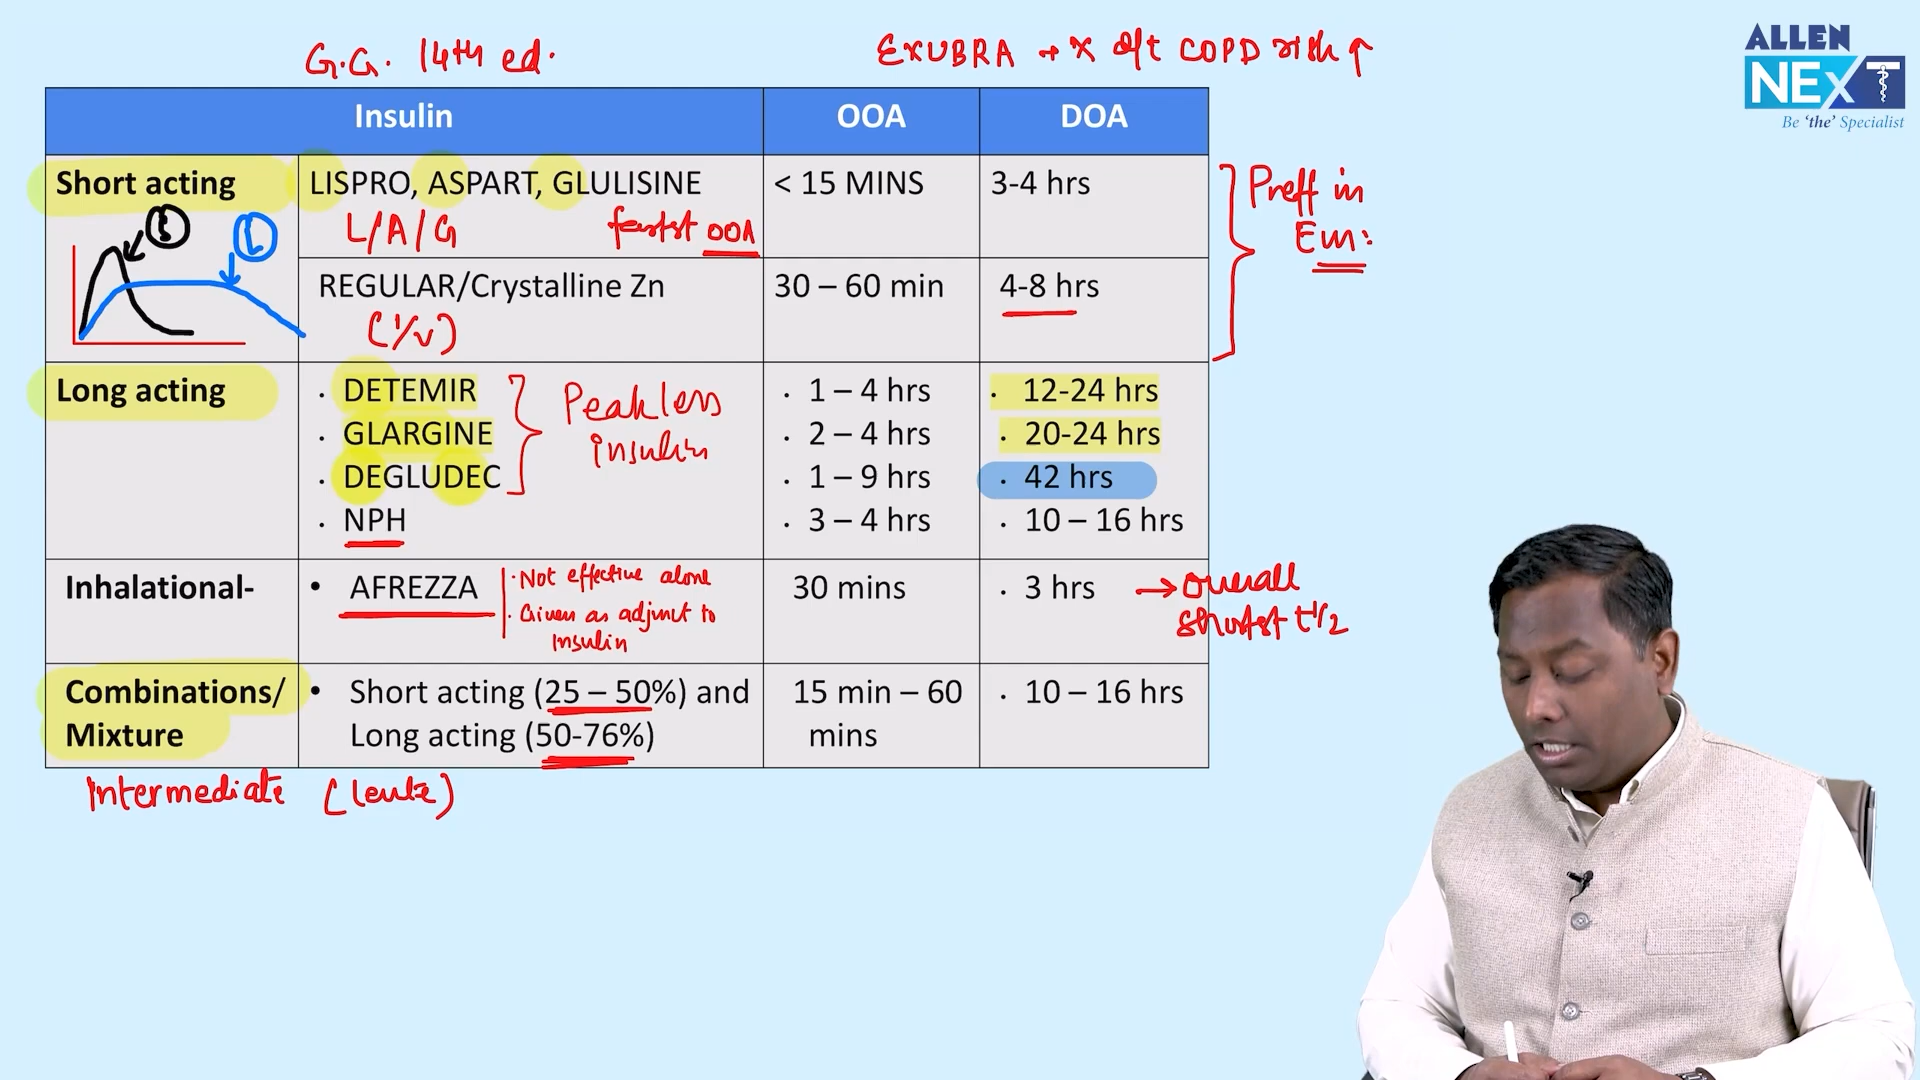 G.G. 14th ed.
EXUBRA → X d/t COPD risk ↑
ALLEN
NEXT
Be 'the' Specialist
Insulin OOA DOA
Short acting LISPRO, ASPART, GLULISINE < 15 MINS 3-4 hrs
L/A/G fastst OOA
S L
Preff in
Em:
REGULAR/Crystalline Zn 30 – 60 min 4-8 hrs
(I/V)
Long acting • DETEMIR • 1 – 4 hrs • 12-24 hrs
• GLARGINE • 2 – 4 hrs • 20-24 hrs
• DEGLUDEC • 1 – 9 hrs • 42 hrs
• NPH • 3 – 4 hrs • 10 – 16 hrs
Peakless
insulin
Inhalational- • AFREZZA 30 mins • 3 hrs
• Not effective alone
• Given as adjunct to
insulin
→ Overall
shortest t1/2
Combinations/ • Short acting (25 – 50%) and 15 min – 60 • 10 – 16 hrs
Mixture Long acting (50-76%) mins
Intermediate (lente)